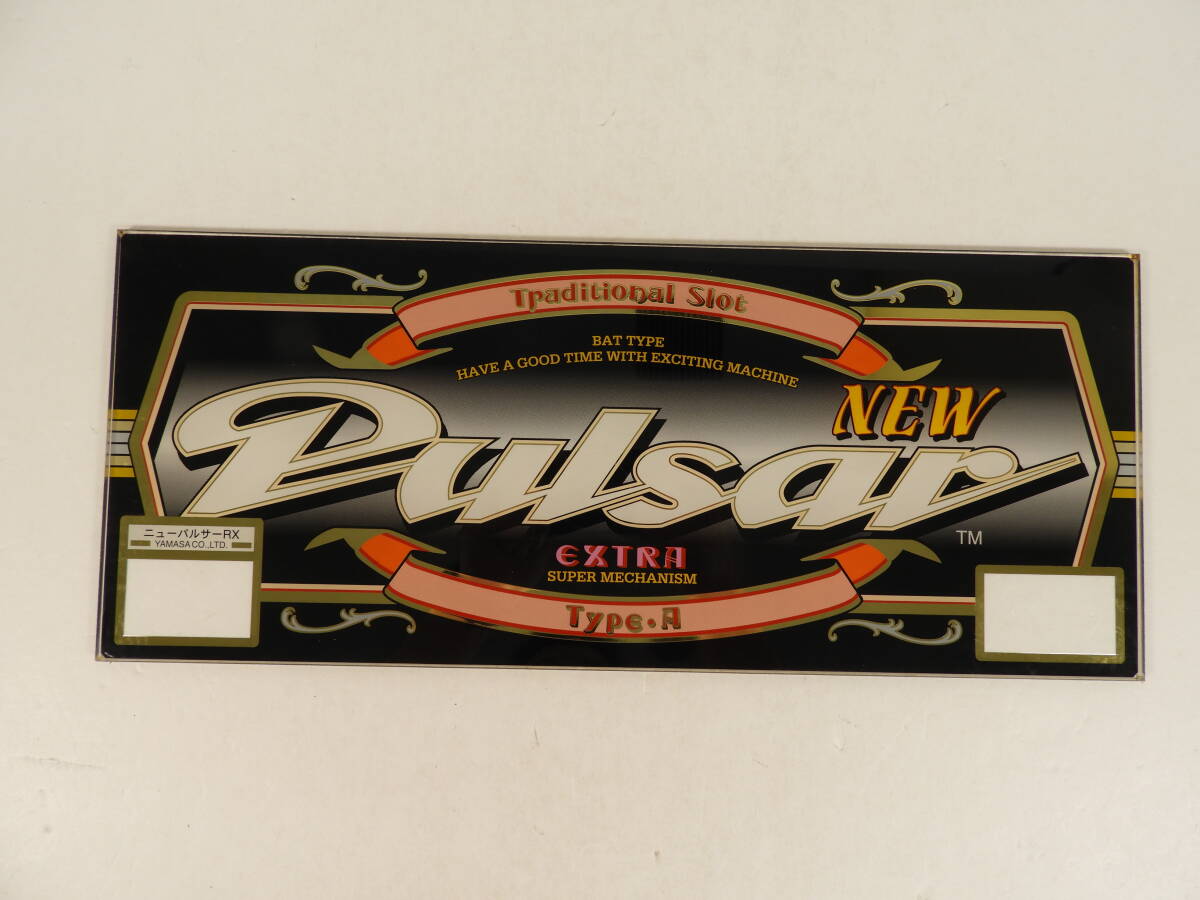 Traditional Slot
BAT TYPE
HAVE A GOOD TIME WITH EXCITING MACHINE
NEW
Pulsar
TM
ニューパルサーRX
YAMASA CO.,LTD.
EXTRA
SUPER MECHANISM
Type・A